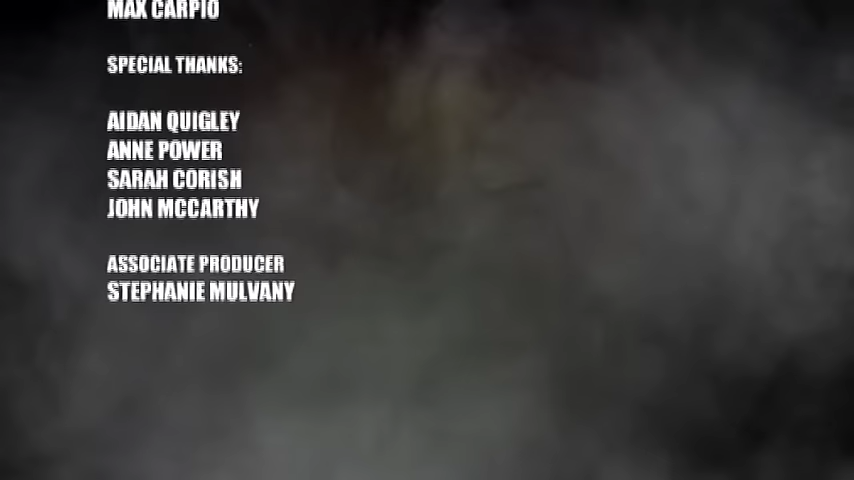 MAX CARPIO
SPECIAL THANKS:
AIDAN QUIGLEY
ANNE POWER
SARAH CORISH
JOHN MCCARTHY
ASSOCIATE PRODUCER
STEPHANIE MULVANY